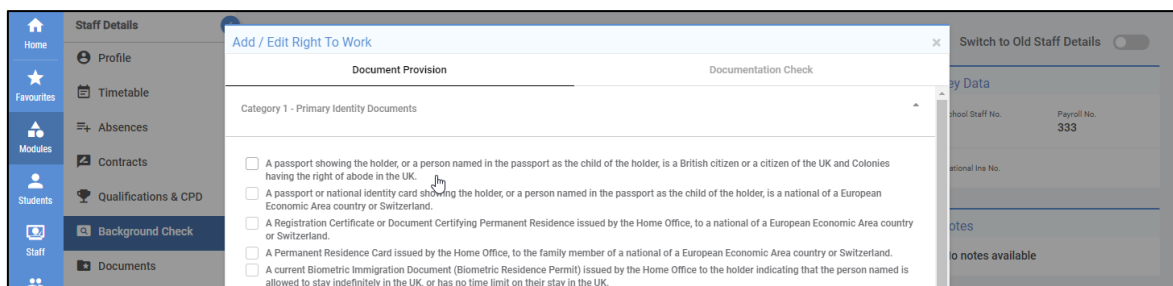 Home
Favourites
Modules
Students
Staff
Staff Details
Profile
Timetable
Absences
Contracts
Qualifications & CPD
Background Check
Documents
Add / Edit Right To Work
×
Document Provision
Documentation Check
Category 1 - Primary Identity Documents
A passport showing the holder, or a person named in the passport as the child of the holder, is a British citizen or a citizen of the UK and Colonies
having the right of abode in the UK.
A passport or national identity card showing the holder, or a person named in the passport as the child of the holder, is a national of a European
Economic Area country or Switzerland.
A Registration Certificate or Document Certifying Permanent Residence issued by the Home Office, to a national of a European Economic Area country
or Switzerland.
A Permanent Residence Card issued by the Home Office, to the family member of a national of a European Economic Area country or Switzerland.
A current Biometric Immigration Document (Biometric Residence Permit) issued by the Home Office to the holder indicating that the person named is
allowed to stay indefinitely in the UK, or has no time limit on their stay in the UK.
Switch to Old Staff Details
ey Data
chool Staff No.
Payroll No.
333
ational Ins No.
otes
o notes available